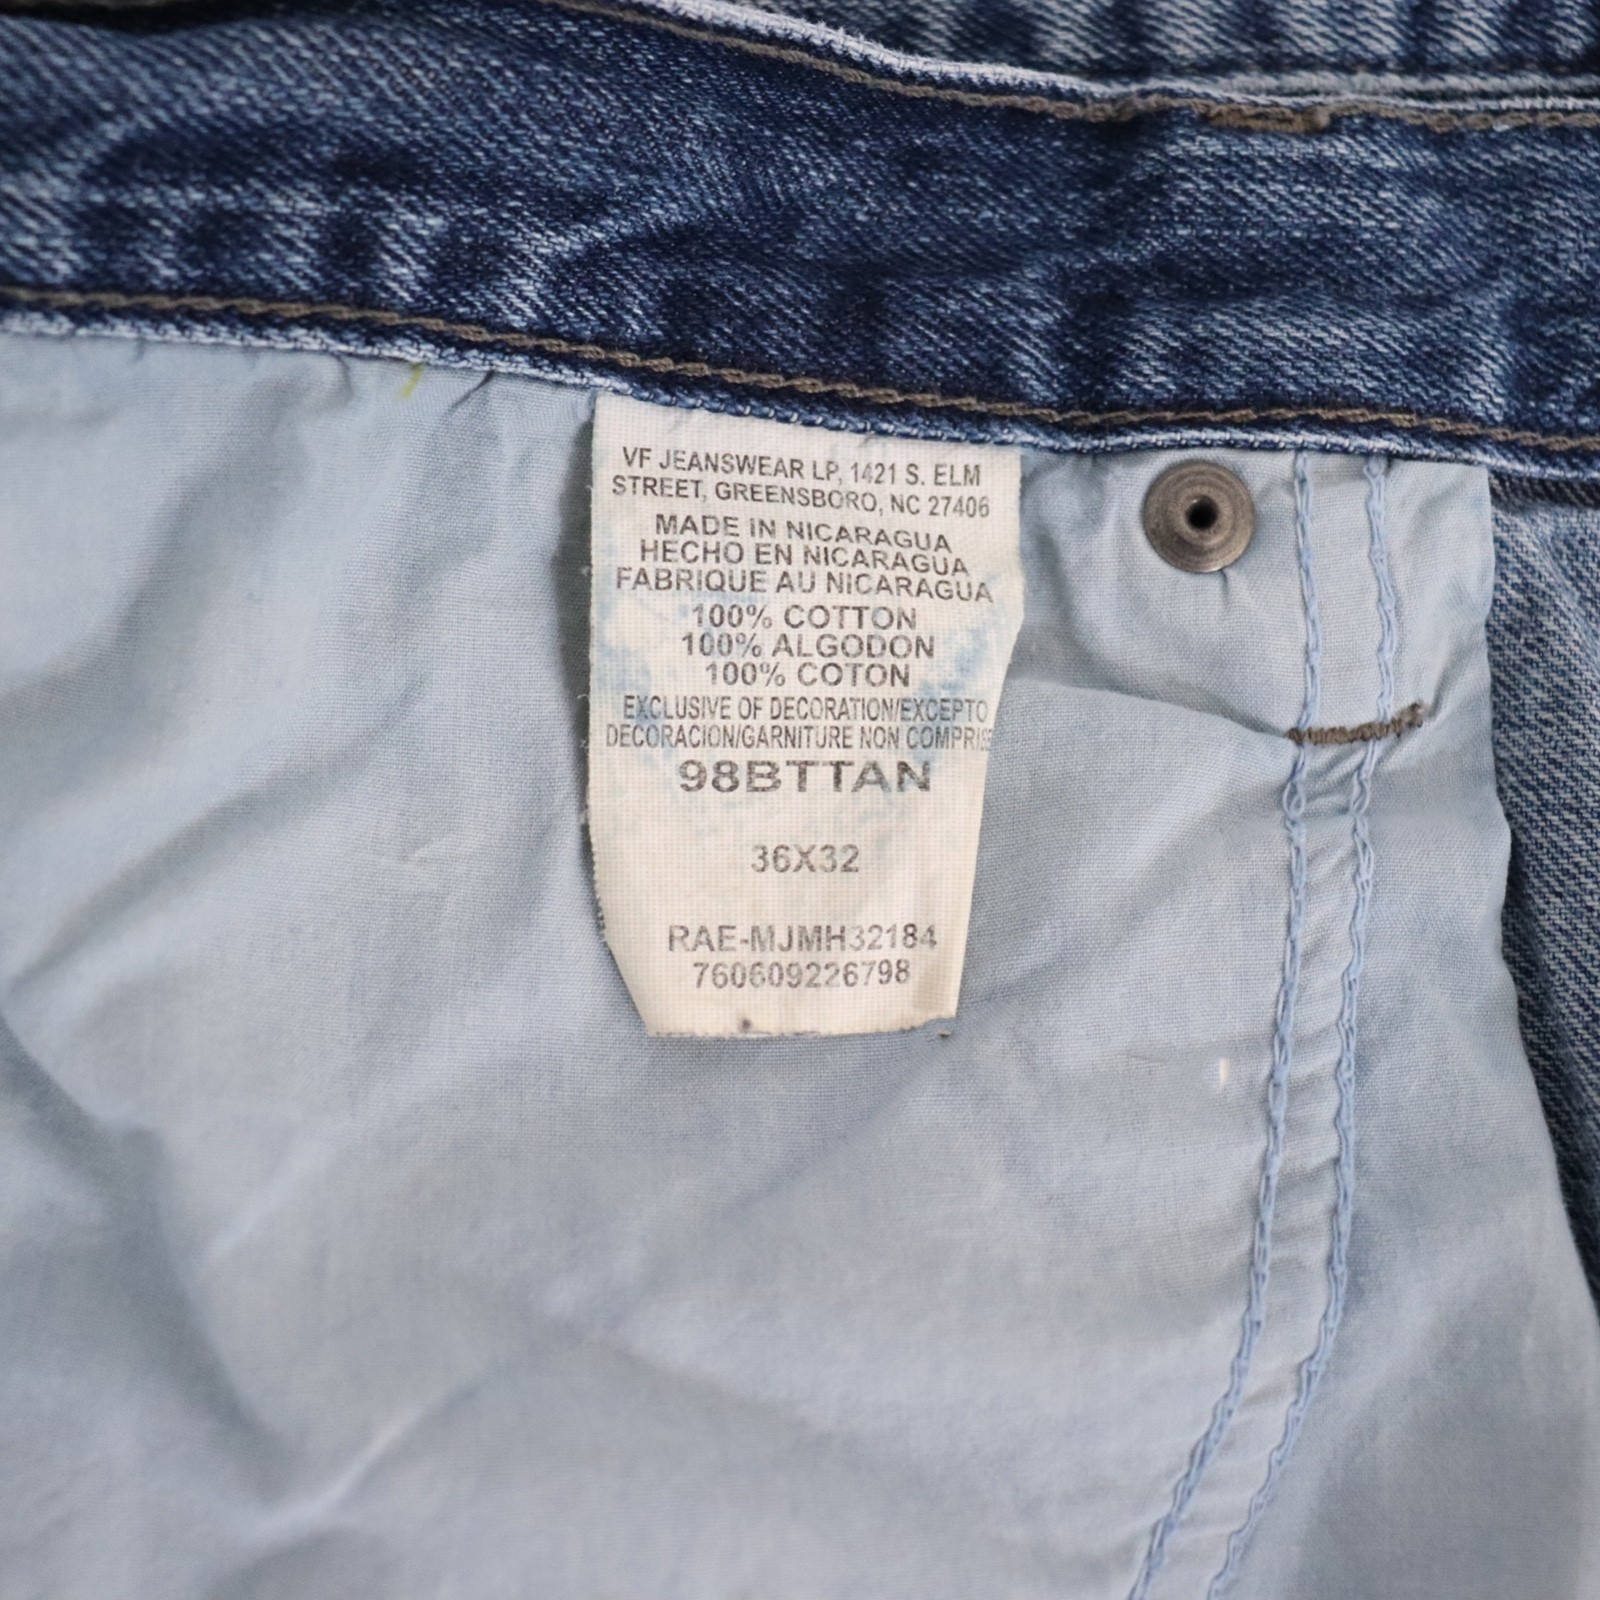 VF JEANSWEAR LP, 1421 S. ELM
STREET, GREENSBORO, NC 27406
MADE IN NICARAGUA
HECHO EN NICARAGUA
FABRIQUE AU NICARAGUA
100% COTTON
100% ALGODON
100% COTON
EXCLUSIVE OF DECORATION/EXCEPTO
DECORACION/GARNITURE NON COMPRISE
98BTTAN
36X32
RAE-MJMH32184
760609226798